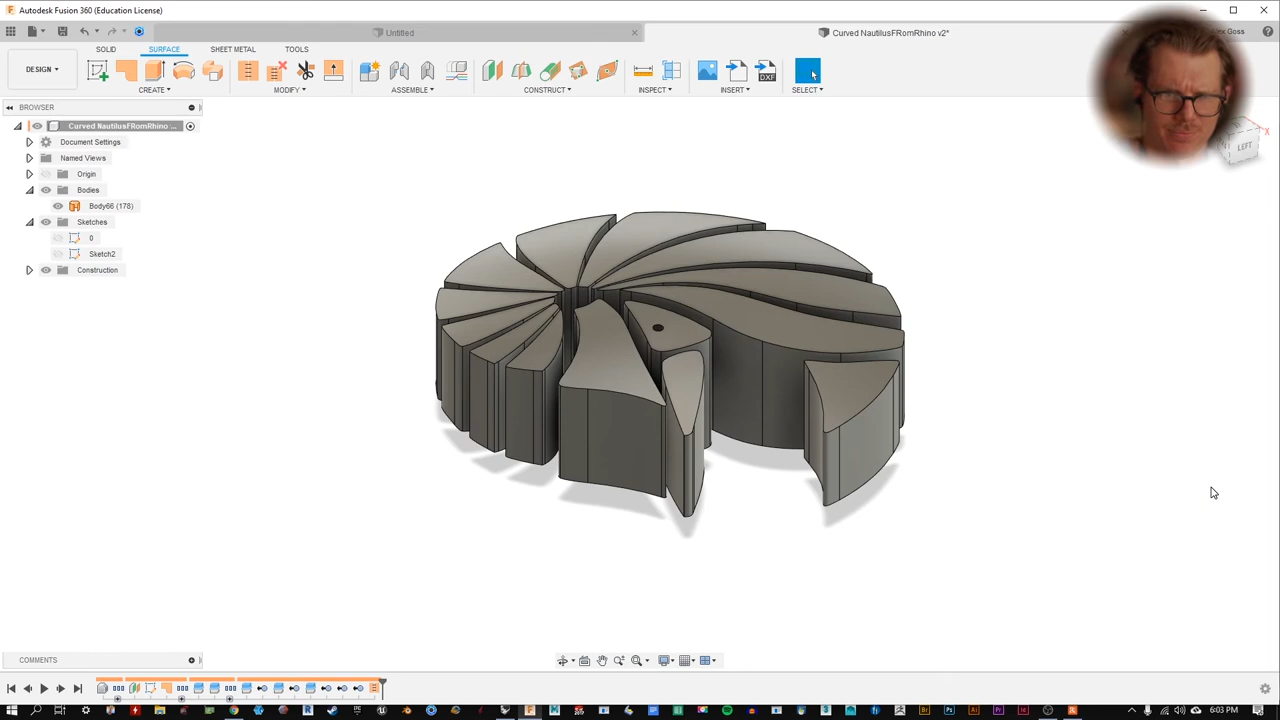 Autodesk Fusion 360 (Education License)
Untitled
Curved NautilusFRomRhino v2*
ex Goss
DESIGN
SOLID
SURFACE
SHEET METAL
TOOLS
CREATE
MODIFY
ASSEMBLE
CONSTRUCT
INSPECT
INSERT
SELECT
DXF
BROWSER
Curved NautilusFRomRhino ...
Document Settings
Named Views
Origin
Bodies
Body66 (178)
Sketches
0
Sketch2
Construction
X
LEFT
COMMENTS
6:03 PM